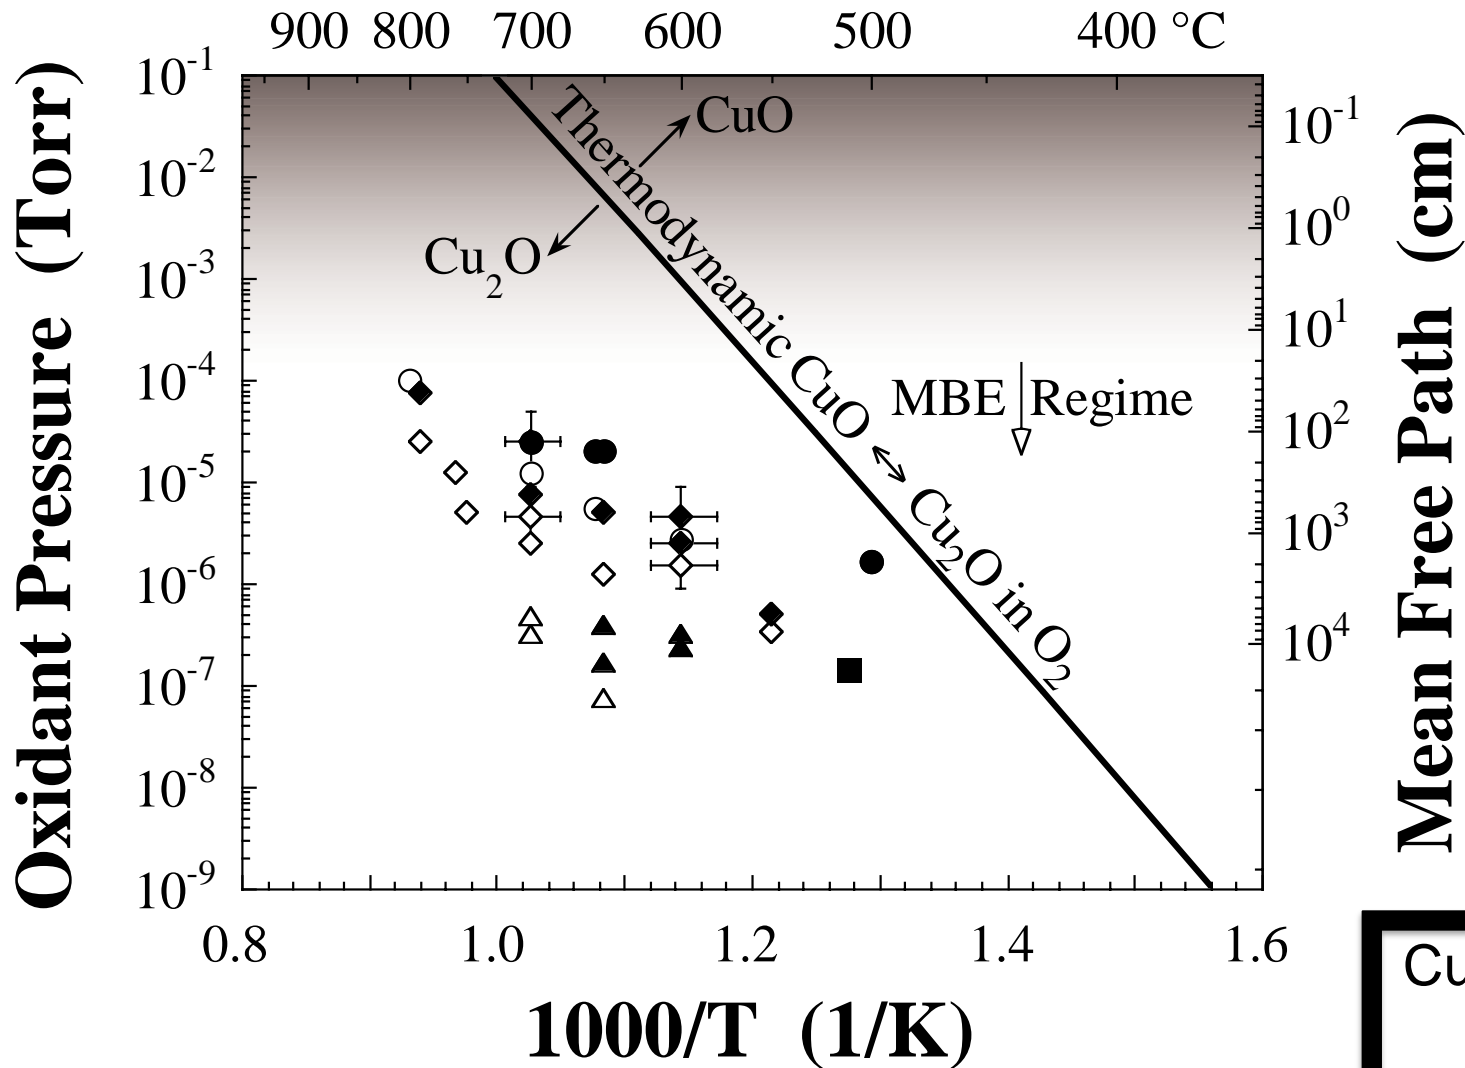 900 800 700 600 500 400 °C
Oxidant Pressure (Torr)
10⁻¹
10⁻²
10⁻³
10⁻⁴
10⁻⁵
10⁻⁶
10⁻⁷
10⁻⁸
10⁻⁹
CuO
Cu₂O
Thermodynamic CuO ↔ Cu₂O in O₂
MBE Regime
10⁻¹
10⁰
10¹
10²
10³
10⁴
Mean Free Path (cm)
0.8 1.0 1.2 1.4 1.6
1000/T (1/K)
Cu